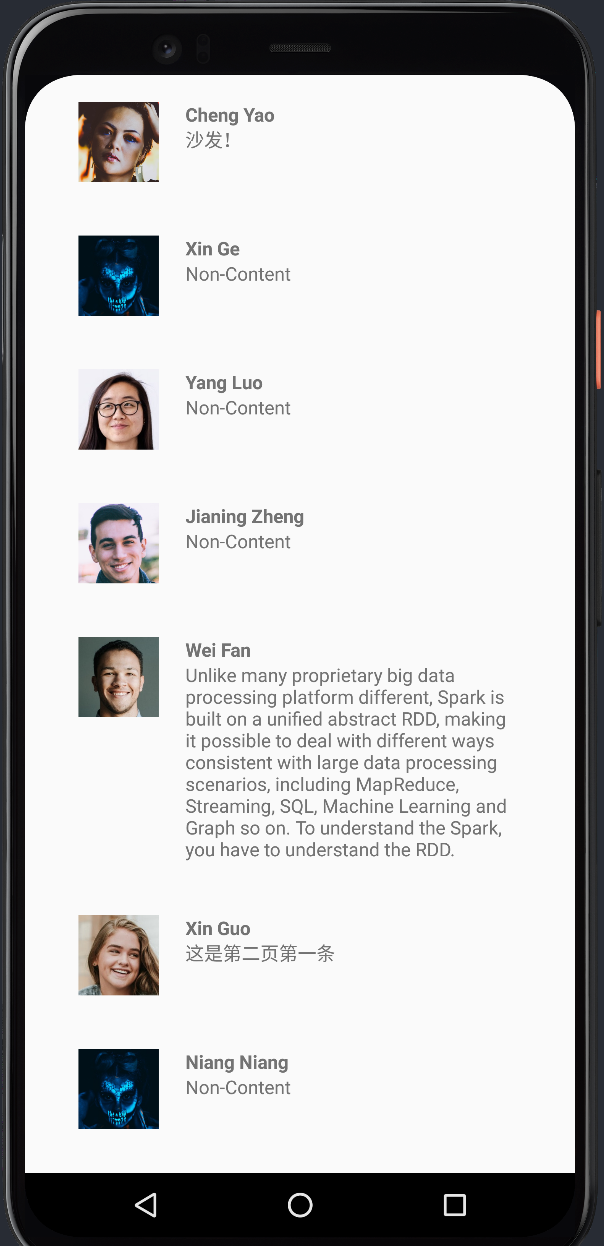 Cheng Yao
沙发！
Xin Ge
Non-Content
Yang Luo
Non-Content
Jianing Zheng
Non-Content
Wei Fan
Unlike many proprietary big data
processing platform different, Spark is
built on a unified abstract RDD, making
it possible to deal with different ways
consistent with large data processing
scenarios, including MapReduce,
Streaming, SQL, Machine Learning and
Graph so on. To understand the Spark,
you have to understand the RDD.
Xin Guo
这是第二页第一条
Niang Niang
Non-Content